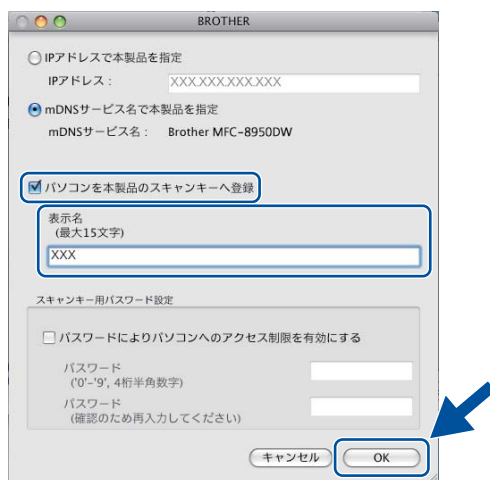 BROTHER
IPアドレスで本製品を指定
IPアドレス： XXX.XXX.XXX.XXX
mDNSサービス名で本製品を指定
mDNSサービス名： Brother MFC-8950DW
パソコンを本製品のスキャンキーへ登録
表示名
(最大15文字)
XXX
スキャンキー用パスワード設定
パスワードによりパソコンへのアクセス制限を有効にする
パスワード
('0'-'9', 4桁半角数字)
パスワード
(確認のため再入力してください)
キャンセル OK